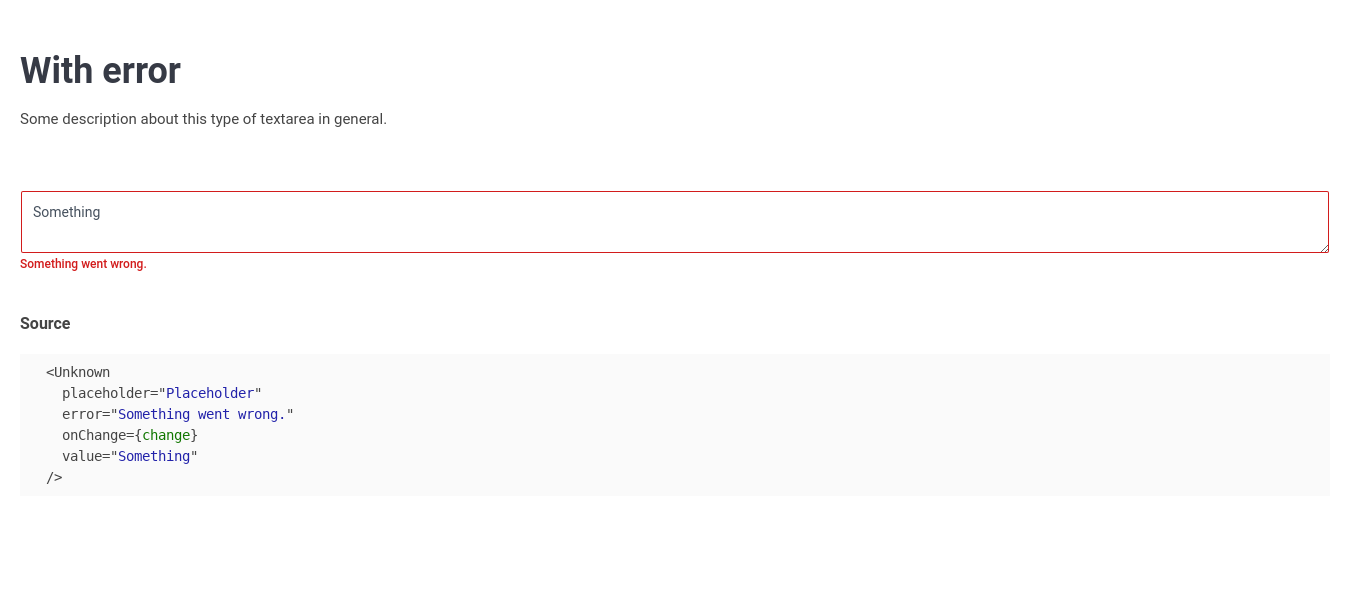 With error
Some description about this type of textarea in general.
Something
Something went wrong.
Source
<Unknown
  placeholder="Placeholder"
  error="Something went wrong."
  onChange={change}
  value="Something"
/>